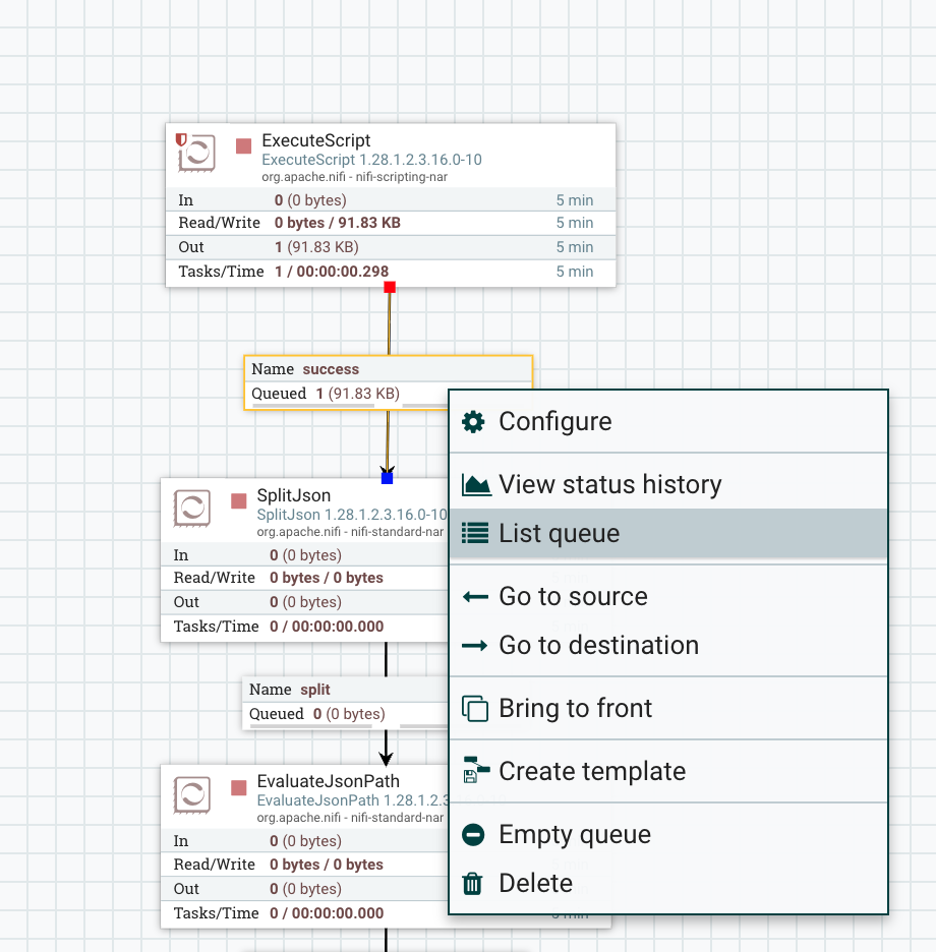 ExecuteScript
ExecuteScript 1.28.1.2.3.16.0-10
org.apache.nifi - nifi-scripting-nar
In 0 (0 bytes) 5 min
Read/Write 0 bytes / 91.83 KB 5 min
Out 1 (91.83 KB) 5 min
Tasks/Time 1 / 00:00:00.298 5 min
Name success
Queued 1 (91.83 KB)
Configure
View status history
List queue
Go to source
Go to destination
Bring to front
Create template
Empty queue
Delete
SplitJson
SplitJson 1.28.1.2.3.16.0-10
org.apache.nifi - nifi-standard-nar
In 0 (0 bytes)
Read/Write 0 bytes / 0 bytes
Out 0 (0 bytes)
Tasks/Time 0 / 00:00:00.000
Name split
Queued 0 (0 bytes)
EvaluateJsonPath
EvaluateJsonPath 1.28.1.2.3
org.apache.nifi - nifi-standard-nar
In 0 (0 bytes)
Read/Write 0 bytes / 0 bytes
Out 0 (0 bytes)
Tasks/Time 0 / 00:00:00.000